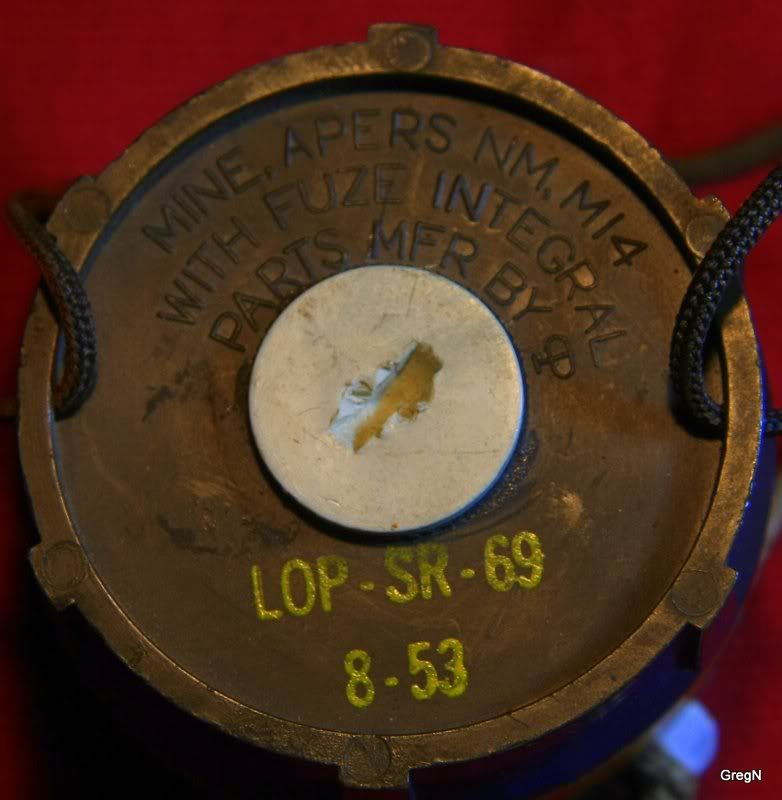 MINE, APERS NM, M14
WITH FUZE INTEGRAL
PARTS MFR BY
LOP-SR-69
8-53
GregN